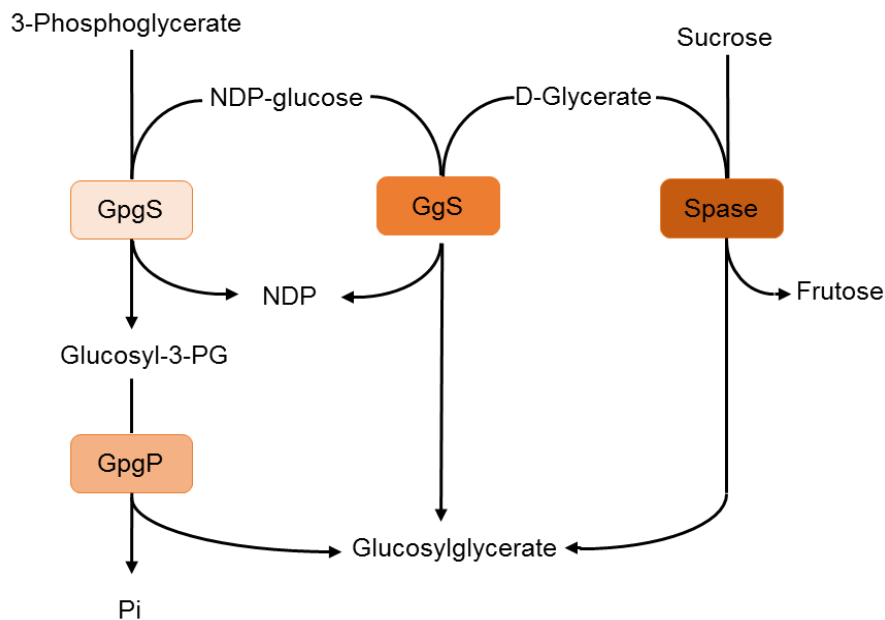 3-Phosphoglycerate
Sucrose
NDP-glucose
D-Glycerate
GpgS
GgS
Spase
NDP
Frutose
Glucosyl-3-PG
GpgP
Glucosylglycerate
Pi